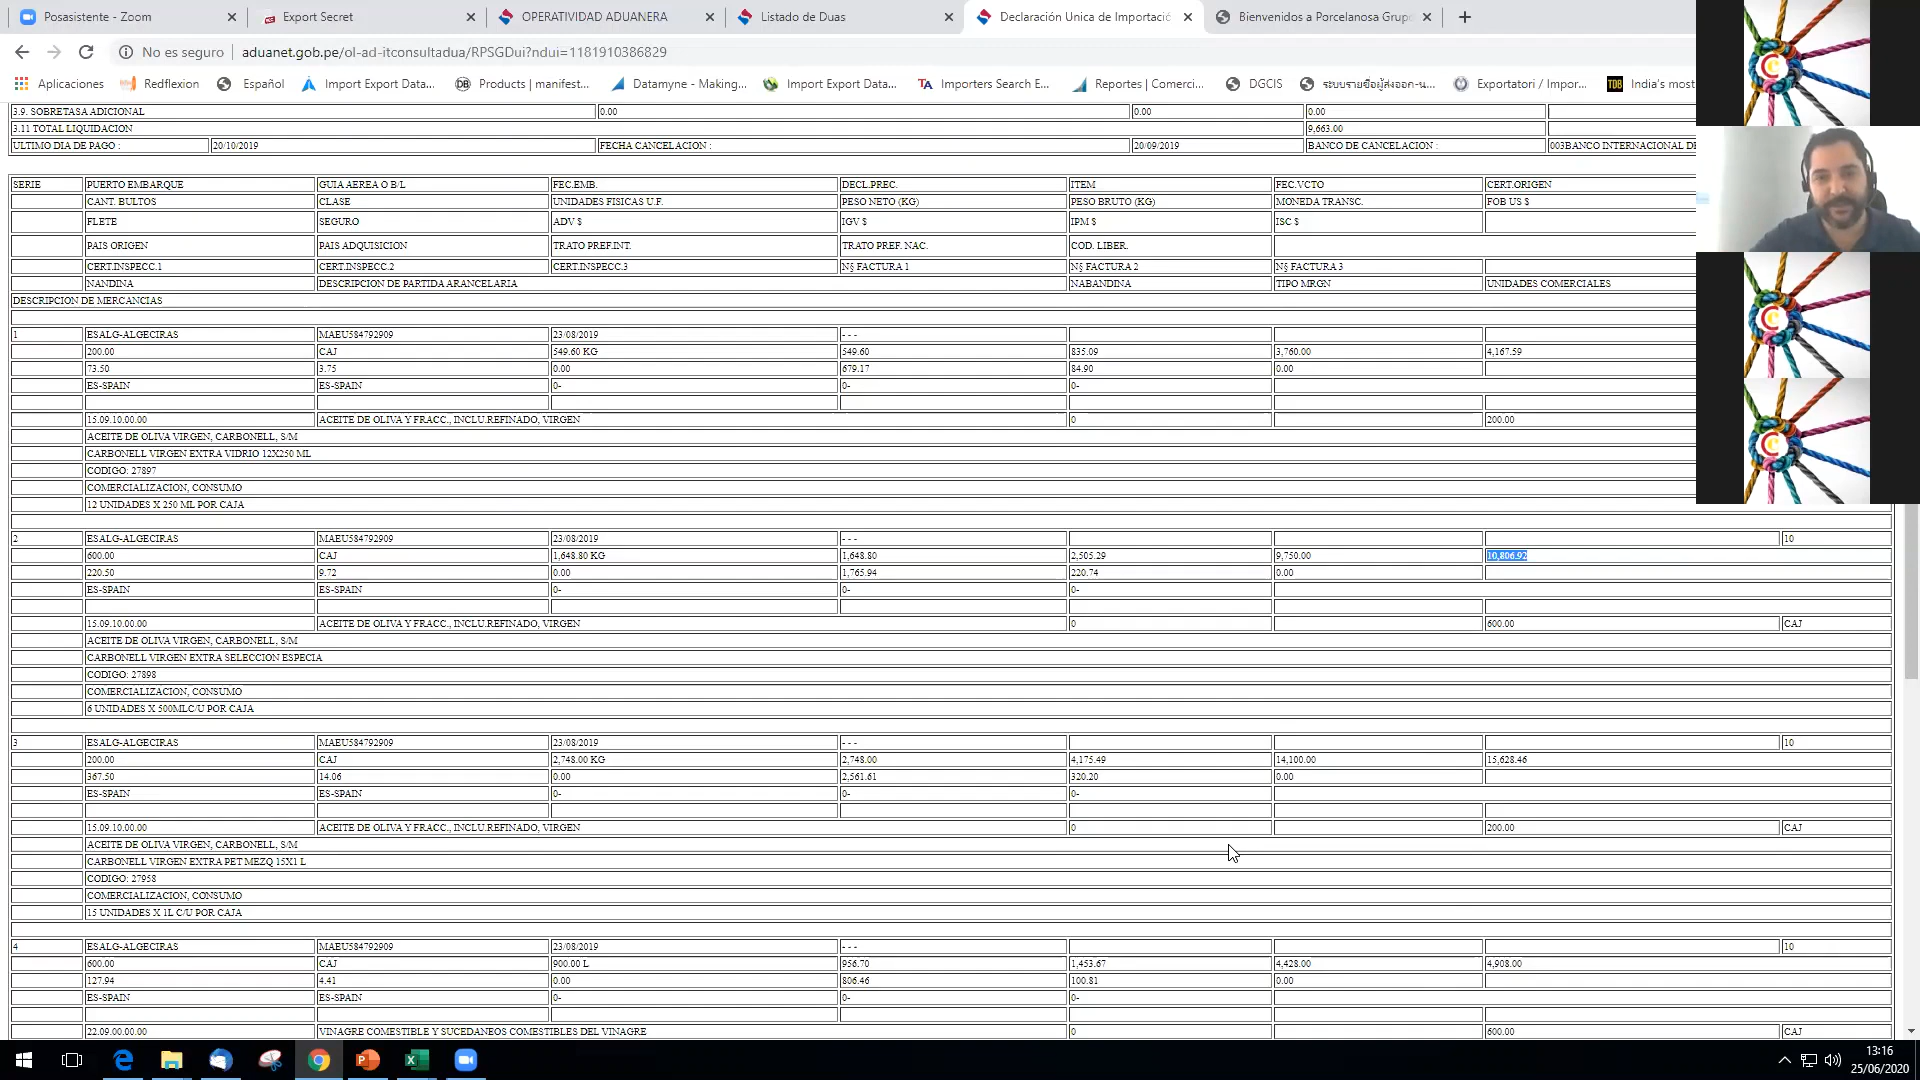 Posasistente - Zoom
Export Secret
OPERATIVIDAD ADUANERA
Listado de Duas
Declaración Unica de Importació
Bienvenidos a Porcelanosa Grup
No es seguro
aduanet.gob.pe/ol-ad-itconsultadua/RPSGDui?ndui=1181910386829
Aplicaciones
Redflexion
Español
Import Export Data...
Products | manifest...
Datamyne - Making...
Import Export Data...
Importers Search E...
Reportes | Comerci...
DGCIS
ระบบรายชื่อผู้ส่งออก-น...
Exportatori / Impor...
India's most
3.9. SOBRETASA ADICIONAL 0.00 0.00 0.00
3.11 TOTAL LIQUIDACION 9,663.00
ULTIMO DIA DE PAGO : 20/10/2019 FECHA CANCELACION : 20/09/2019 BANCO DE CANCELACION : 003BANCO INTERNACIONAL DE
SERIE PUERTO EMBARQUE GUIA AEREA O B/L FEC.EMB. DECL.PREC. ITEM FEC.VCTO CERT.ORIGEN
CANT. BULTOS CLASE UNIDADES FISICAS U.F. PESO NETO (KG) PESO BRUTO (KG) MONEDA TRANSC. FOB US $
FLETE SEGURO ADV $ IGV $ IPM $ ISC $
PAIS ORIGEN PAIS ADQUISICION TRATO PREF.INT. TRATO PREF. NAC. COD. LIBER.
CERT.INSPECC.1 CERT.INSPECC.2 CERT.INSPECC.3 N§ FACTURA 1 N§ FACTURA 2 N§ FACTURA 3
NANDINA DESCRIPCION DE PARTIDA ARANCELARIA NABANDINA TIPO MRGN UNIDADES COMERCIALES
DESCRIPCION DE MERCANCIAS
1 ESALG-ALGECIRAS MAEU584792909 23/08/2019 - - -
200.00 CAJ 549.60 KG 549.60 835.09 3,760.00 4,167.59
73.50 3.75 0.00 679.17 84.90 0.00
ES-SPAIN ES-SPAIN 0- 0- 0-
15.09.10.00.00 ACEITE DE OLIVA Y FRACC., INCLU.REFINADO, VIRGEN 0 200.00
ACEITE DE OLIVA VIRGEN, CARBONELL, S/M
CARBONELL VIRGEN EXTRA VIDRIO 12X250 ML
CODIGO: 27897
COMERCIALIZACION, CONSUMO
12 UNIDADES X 250 ML POR CAJA
2 ESALG-ALGECIRAS MAEU584792909 23/08/2019 - - - 10
600.00 CAJ 1,648.80 KG 1,648.80 2,505.29 9,750.00 10,806.92
220.50 9.72 0.00 1,765.94 220.74 0.00
ES-SPAIN ES-SPAIN 0- 0- 0-
15.09.10.00.00 ACEITE DE OLIVA Y FRACC., INCLU.REFINADO, VIRGEN 0 600.00 CAJ
ACEITE DE OLIVA VIRGEN, CARBONELL, S/M
CARBONELL VIRGEN EXTRA SELECCION ESPECIA
CODIGO: 27898
COMERCIALIZACION, CONSUMO
6 UNIDADES X 500MLC/U POR CAJA
3 ESALG-ALGECIRAS MAEU584792909 23/08/2019 - - - 10
200.00 CAJ 2,748.00 KG 2,748.00 4,175.49 14,100.00 15,628.46
367.50 14.06 0.00 2,561.61 320.20 0.00
ES-SPAIN ES-SPAIN 0- 0- 0-
15.09.10.00.00 ACEITE DE OLIVA Y FRACC., INCLU.REFINADO, VIRGEN 0 200.00 CAJ
ACEITE DE OLIVA VIRGEN, CARBONELL, S/M
CARBONELL VIRGEN EXTRA PET MEZQ 15X1 L
CODIGO: 27958
COMERCIALIZACION, CONSUMO
15 UNIDADES X 1L C/U POR CAJA
4 ESALG-ALGECIRAS MAEU584792909 23/08/2019 - - - 10
600.00 CAJ 900.00 L 956.70 1,453.67 4,428.00 4,908.00
127.94 4.41 0.00 806.46 100.81 0.00
ES-SPAIN ES-SPAIN 0- 0- 0-
22.09.00.00.00 VINAGRE COMESTIBLE Y SUCEDANEOS COMESTIBLES DEL VINAGRE 0 600.00 CAJ
13:16
25/06/2020